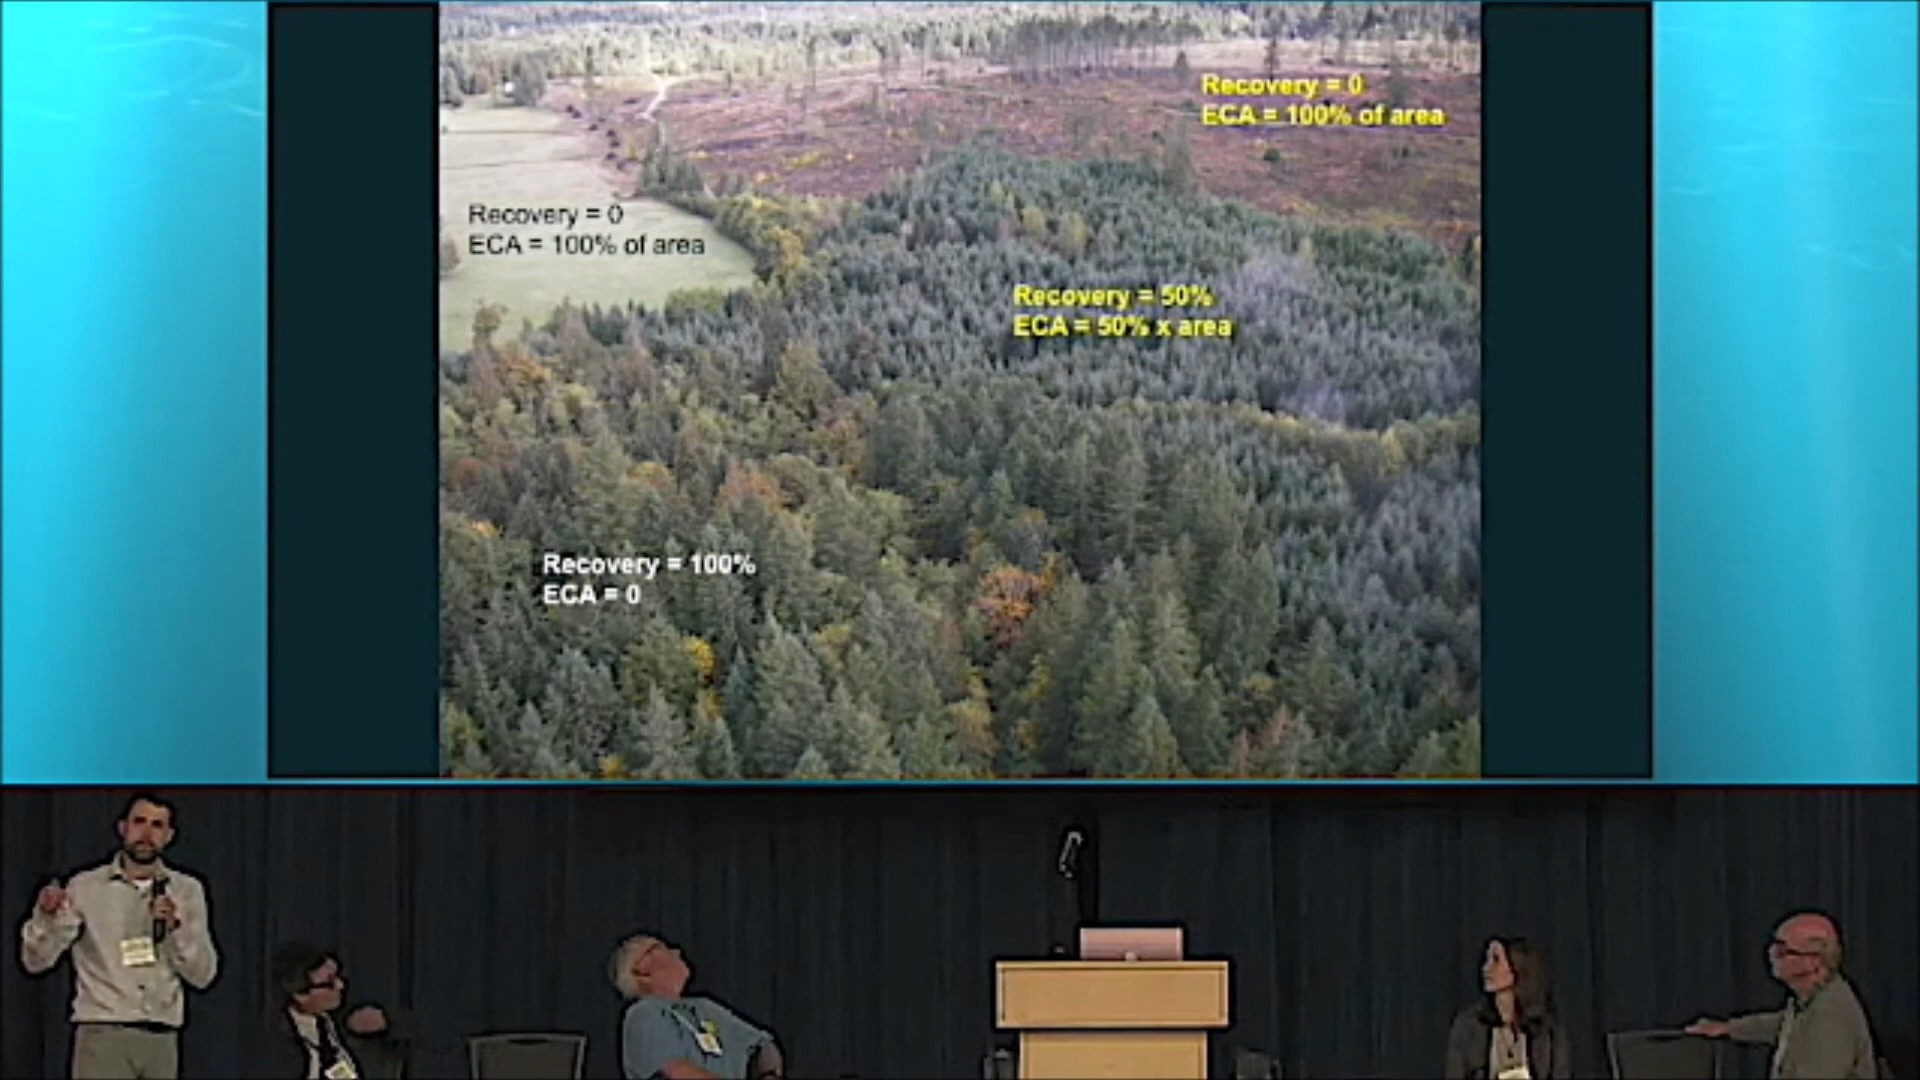 Recovery = 0
ECA = 100% of area
Recovery = 0
ECA = 100% of area
Recovery = 50%
ECA = 50% x area
Recovery = 100%
ECA = 0